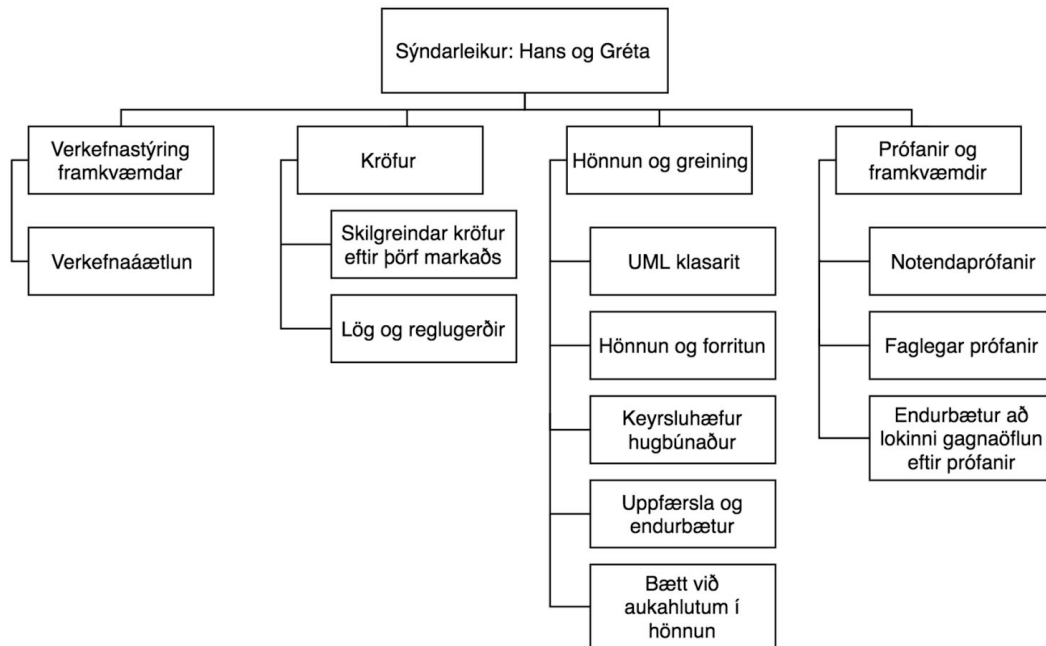 Sýndarleikur: Hans og Gréta
Verkefnastýring
framkvæmdar
Verkefnaáætlun
Kröfur
Skilgreindar kröfur
eftir þörf markaðs
Lög og reglugerðir
Hönnun og greining
UML klasarit
Hönnun og forritun
Keyrsluhæfur
hugbúnaður
Uppfærsla og
endurbætur
Bætt við
aukahlutum í
hönnun
Prófanir og
framkvæmdir
Notendaprófanir
Faglegar prófanir
Endurbætur að
lokinni gagnaöflun
eftir prófanir